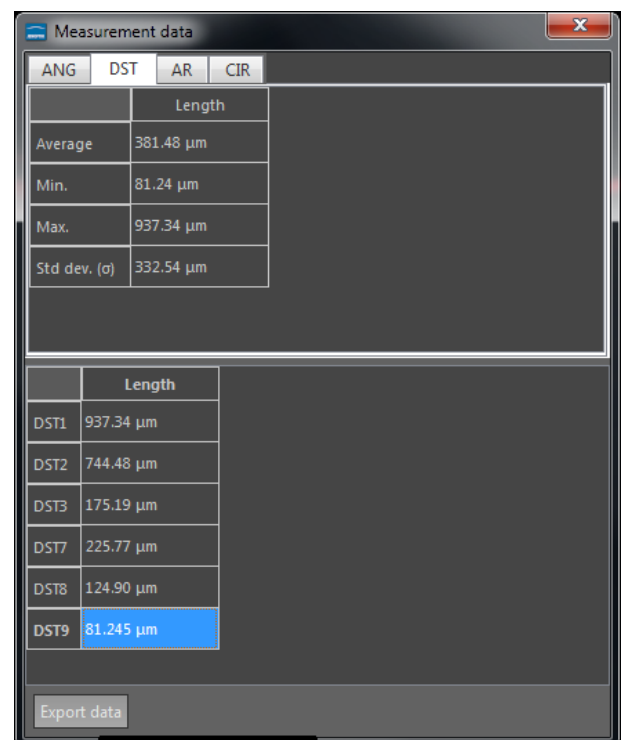 Measurement data
ANG DST AR CIR
Length
Average 381.48 µm
Min. 81.24 µm
Max. 937.34 µm
Std dev. (σ) 332.54 µm
Length
DST1 937.34 µm
DST2 744.48 µm
DST3 175.19 µm
DST7 225.77 µm
DST8 124.90 µm
DST9 81.245 µm
Export data